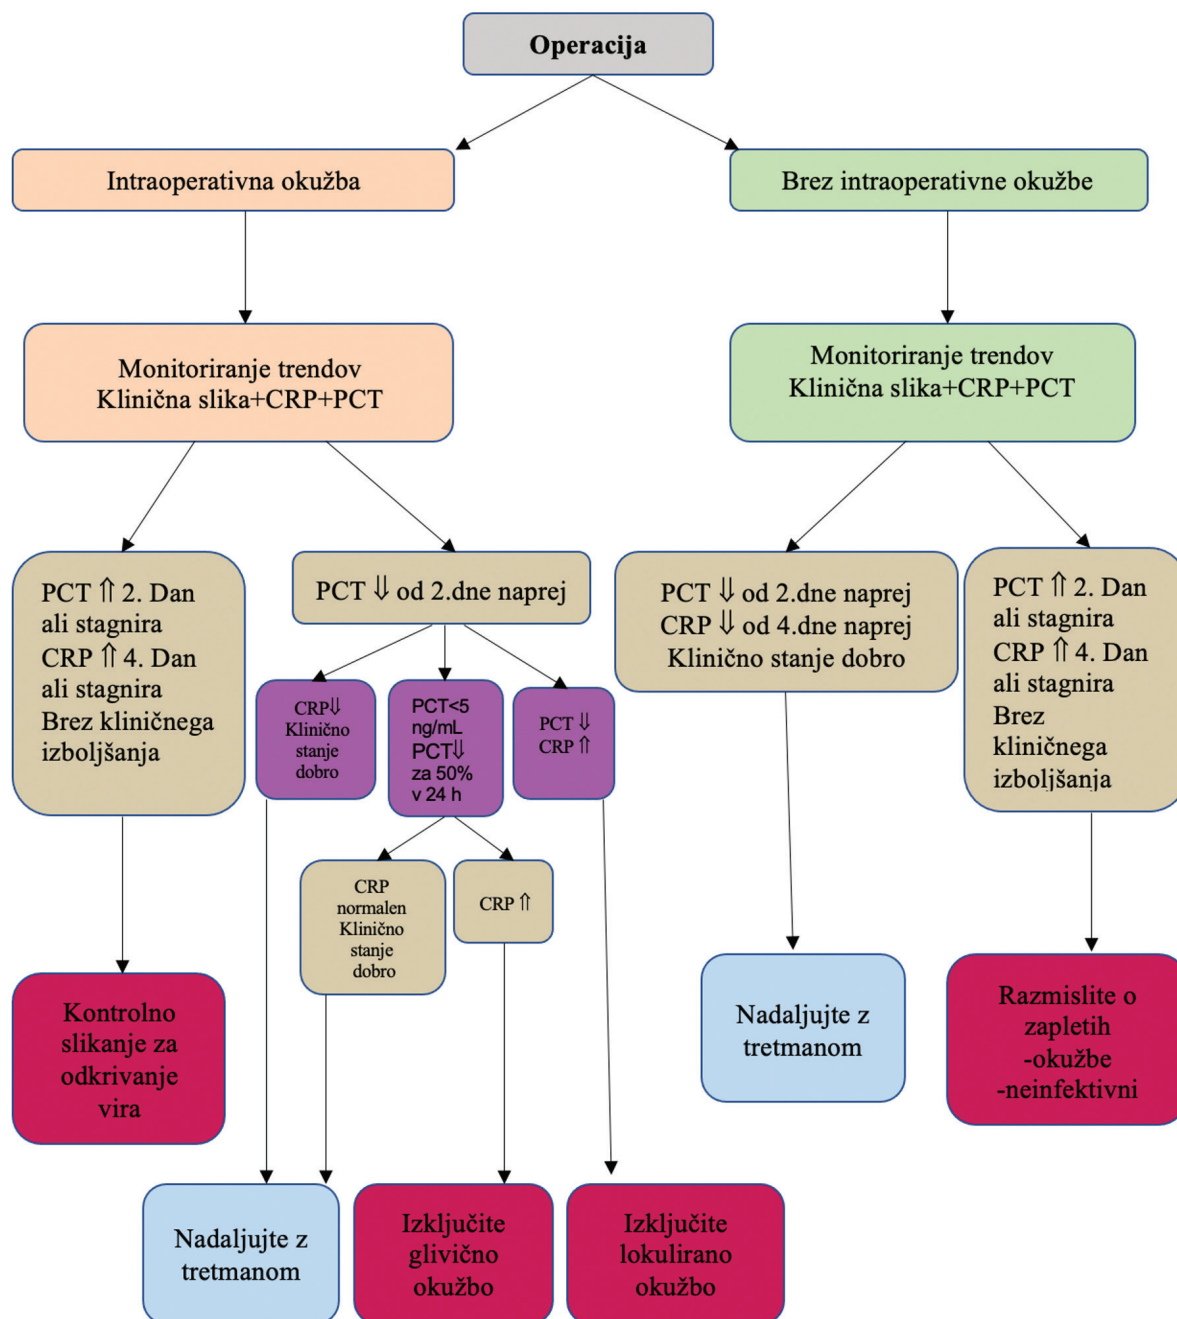 Operacija
Intraoperativna okužba
Brez intraoperativne okužbe
Monitoriranje trendov
Klinična slika+CRP+PCT
Monitoriranje trendov
Klinična slika+CRP+PCT
PCT ⇑ 2. Dan
ali stagnira
CRP ⇑ 4. Dan
ali stagnira
Brez kliničnega
izboljšanja
PCT ⇓ od 2.dne naprej
PCT ⇓ od 2.dne naprej
CRP ⇓ od 4.dne naprej
Klinično stanje dobro
PCT ⇑ 2. Dan
ali stagnira
CRP ⇑ 4. Dan
ali stagnira
Brez
kliničnega
izboljšanja
CRP⇓
Klinično
stanje
dobro
PCT<5
ng/mL
PCT⇓
za 50%
v 24 h
PCT ⇓
CRP ⇑
CRP
normalen
Klinično
stanje
dobro
CRP ⇑
Kontrolno
slikanje za
odkrivanje
vira
Nadaljujte z
tretmanom
Razmislite o
zapletih
-okužbe
-neinfektivni
Nadaljujte z
tretmanom
Izključite
glivično
okužbo
Izključite
lokulirano
okužbo